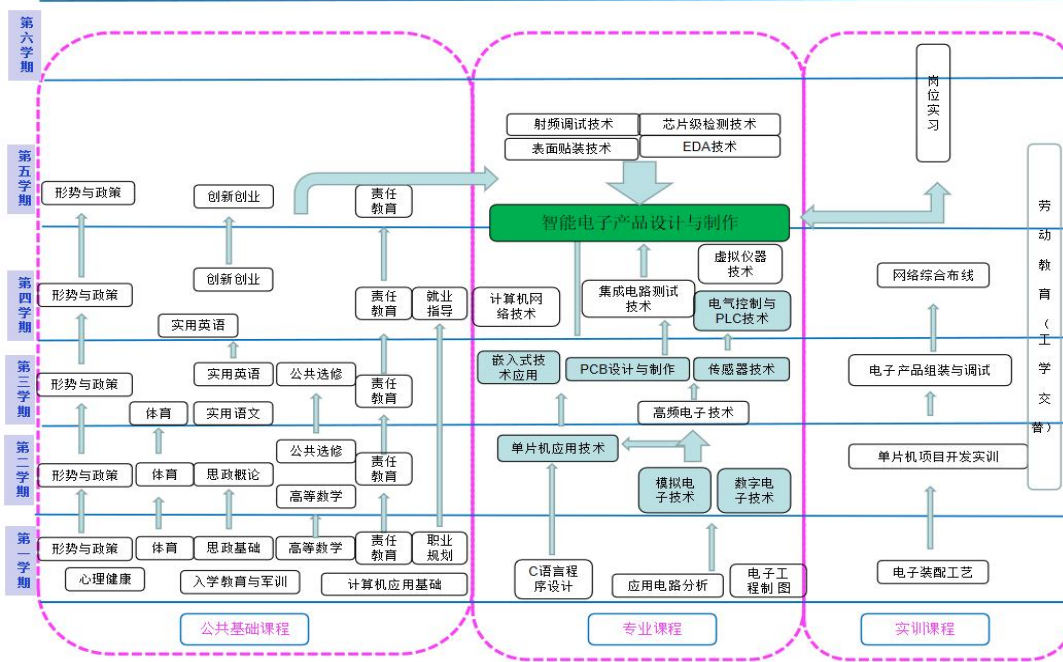 第六学期
岗位实习
射频调试技术
芯片级检测技术
表面贴装技术
EDA技术
第五学期
形势与政策
创新创业
责任
教育
智能电子产品设计与制作
劳动教育（工学交替）
创新创业
虚拟仪器
技术
网络综合布线
第四学期
形势与政策
责任
教育
就业
指导
计算机网
络技术
集成电路测试
技术
电气控制与
PLC技术
实用英语
第三学期
形势与政策
实用英语
公共选修
责任
教育
嵌入式技
术应用
PCB设计与制作
传感器技术
电子产品组装与调试
体育
实用语文
高频电子技术
第二学期
公共选修
单片机应用技术
单片机项目开发实训
形势与政策
体育
思政概论
责任
教育
模拟电
子技术
数字电
子技术
高等数学
第一学期
形势与政策
体育
思政基础
高等数学
责任
教育
职业
规划
心理健康
入学教育与军训
计算机应用基础
C语言程
序设计
应用电路分析
电子工
程制图
电子装配工艺
公共基础课程
专业课程
实训课程